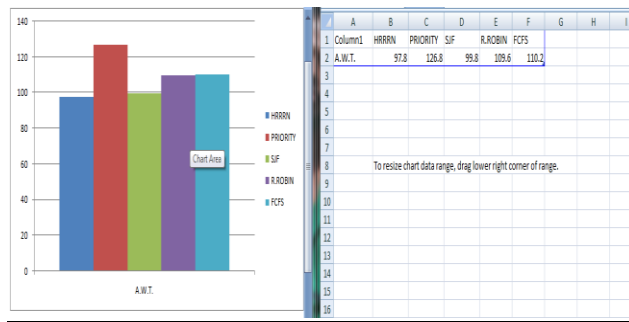 140
120
100
80
60
40
20
0
A.W.T.
HRRRN
PRIORITY
SJF
R.ROBIN
FCFS
Chart Area
A B C D E F G H I
1 Column1 HRRRN PRIORITY SJF R.ROBIN FCFS
2 A.W.T. 97.8 126.8 99.8 109.6 110.2
3
4
5
6
7
8 To resize chart data range, drag lower right corner of range.
9
10
11
12
13
14
15
16